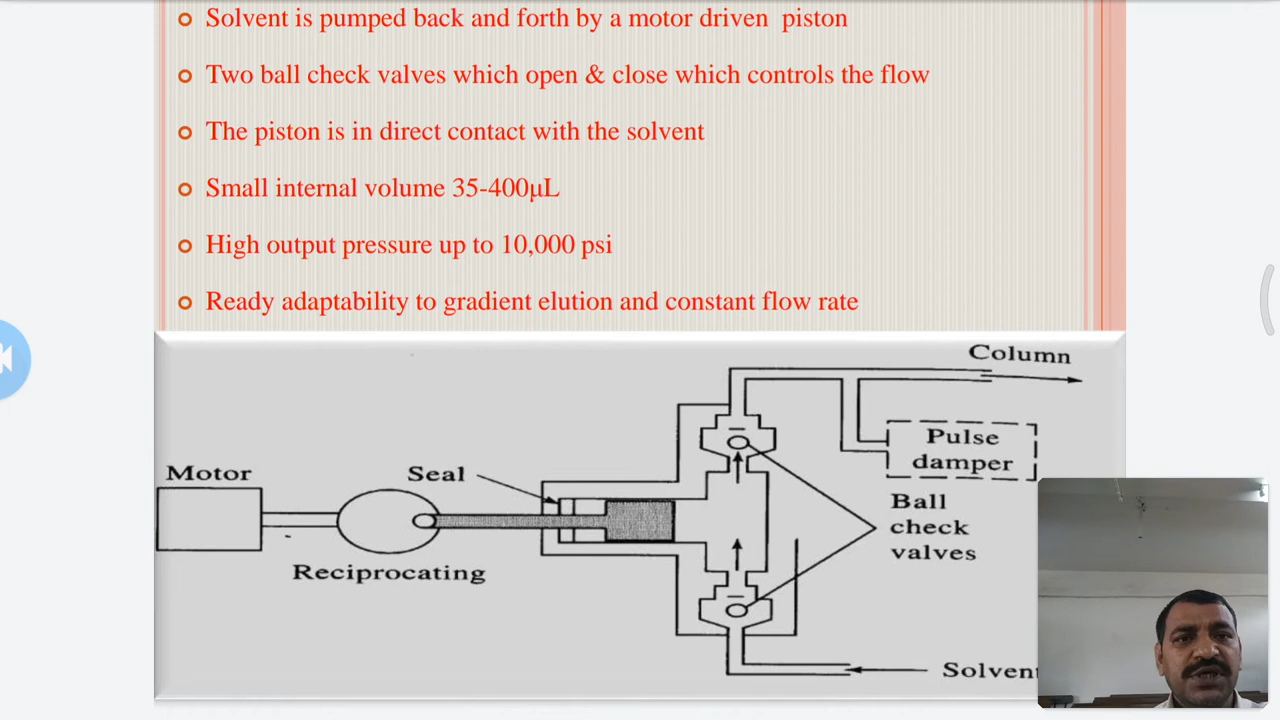 Solvent is pumped back and forth by a motor driven piston
Two ball check valves which open & close which controls the flow
The piston is in direct contact with the solvent
Small internal volume 35-400µL
High output pressure up to 10,000 psi
Ready adaptability to gradient elution and constant flow rate
Column
Pulse
damper
Motor
Seal
Ball
check
valves
Reciprocating
Solvent